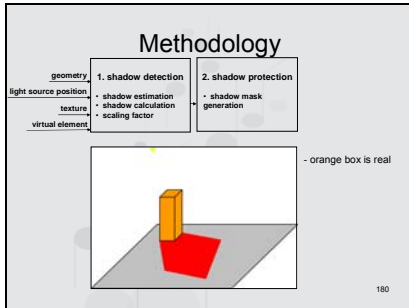 Methodology
geometry
light source position
texture
virtual element
1. shadow detection
• shadow estimation
• shadow calculation
• scaling factor
2. shadow protection
• shadow mask
generation
- orange box is real
180